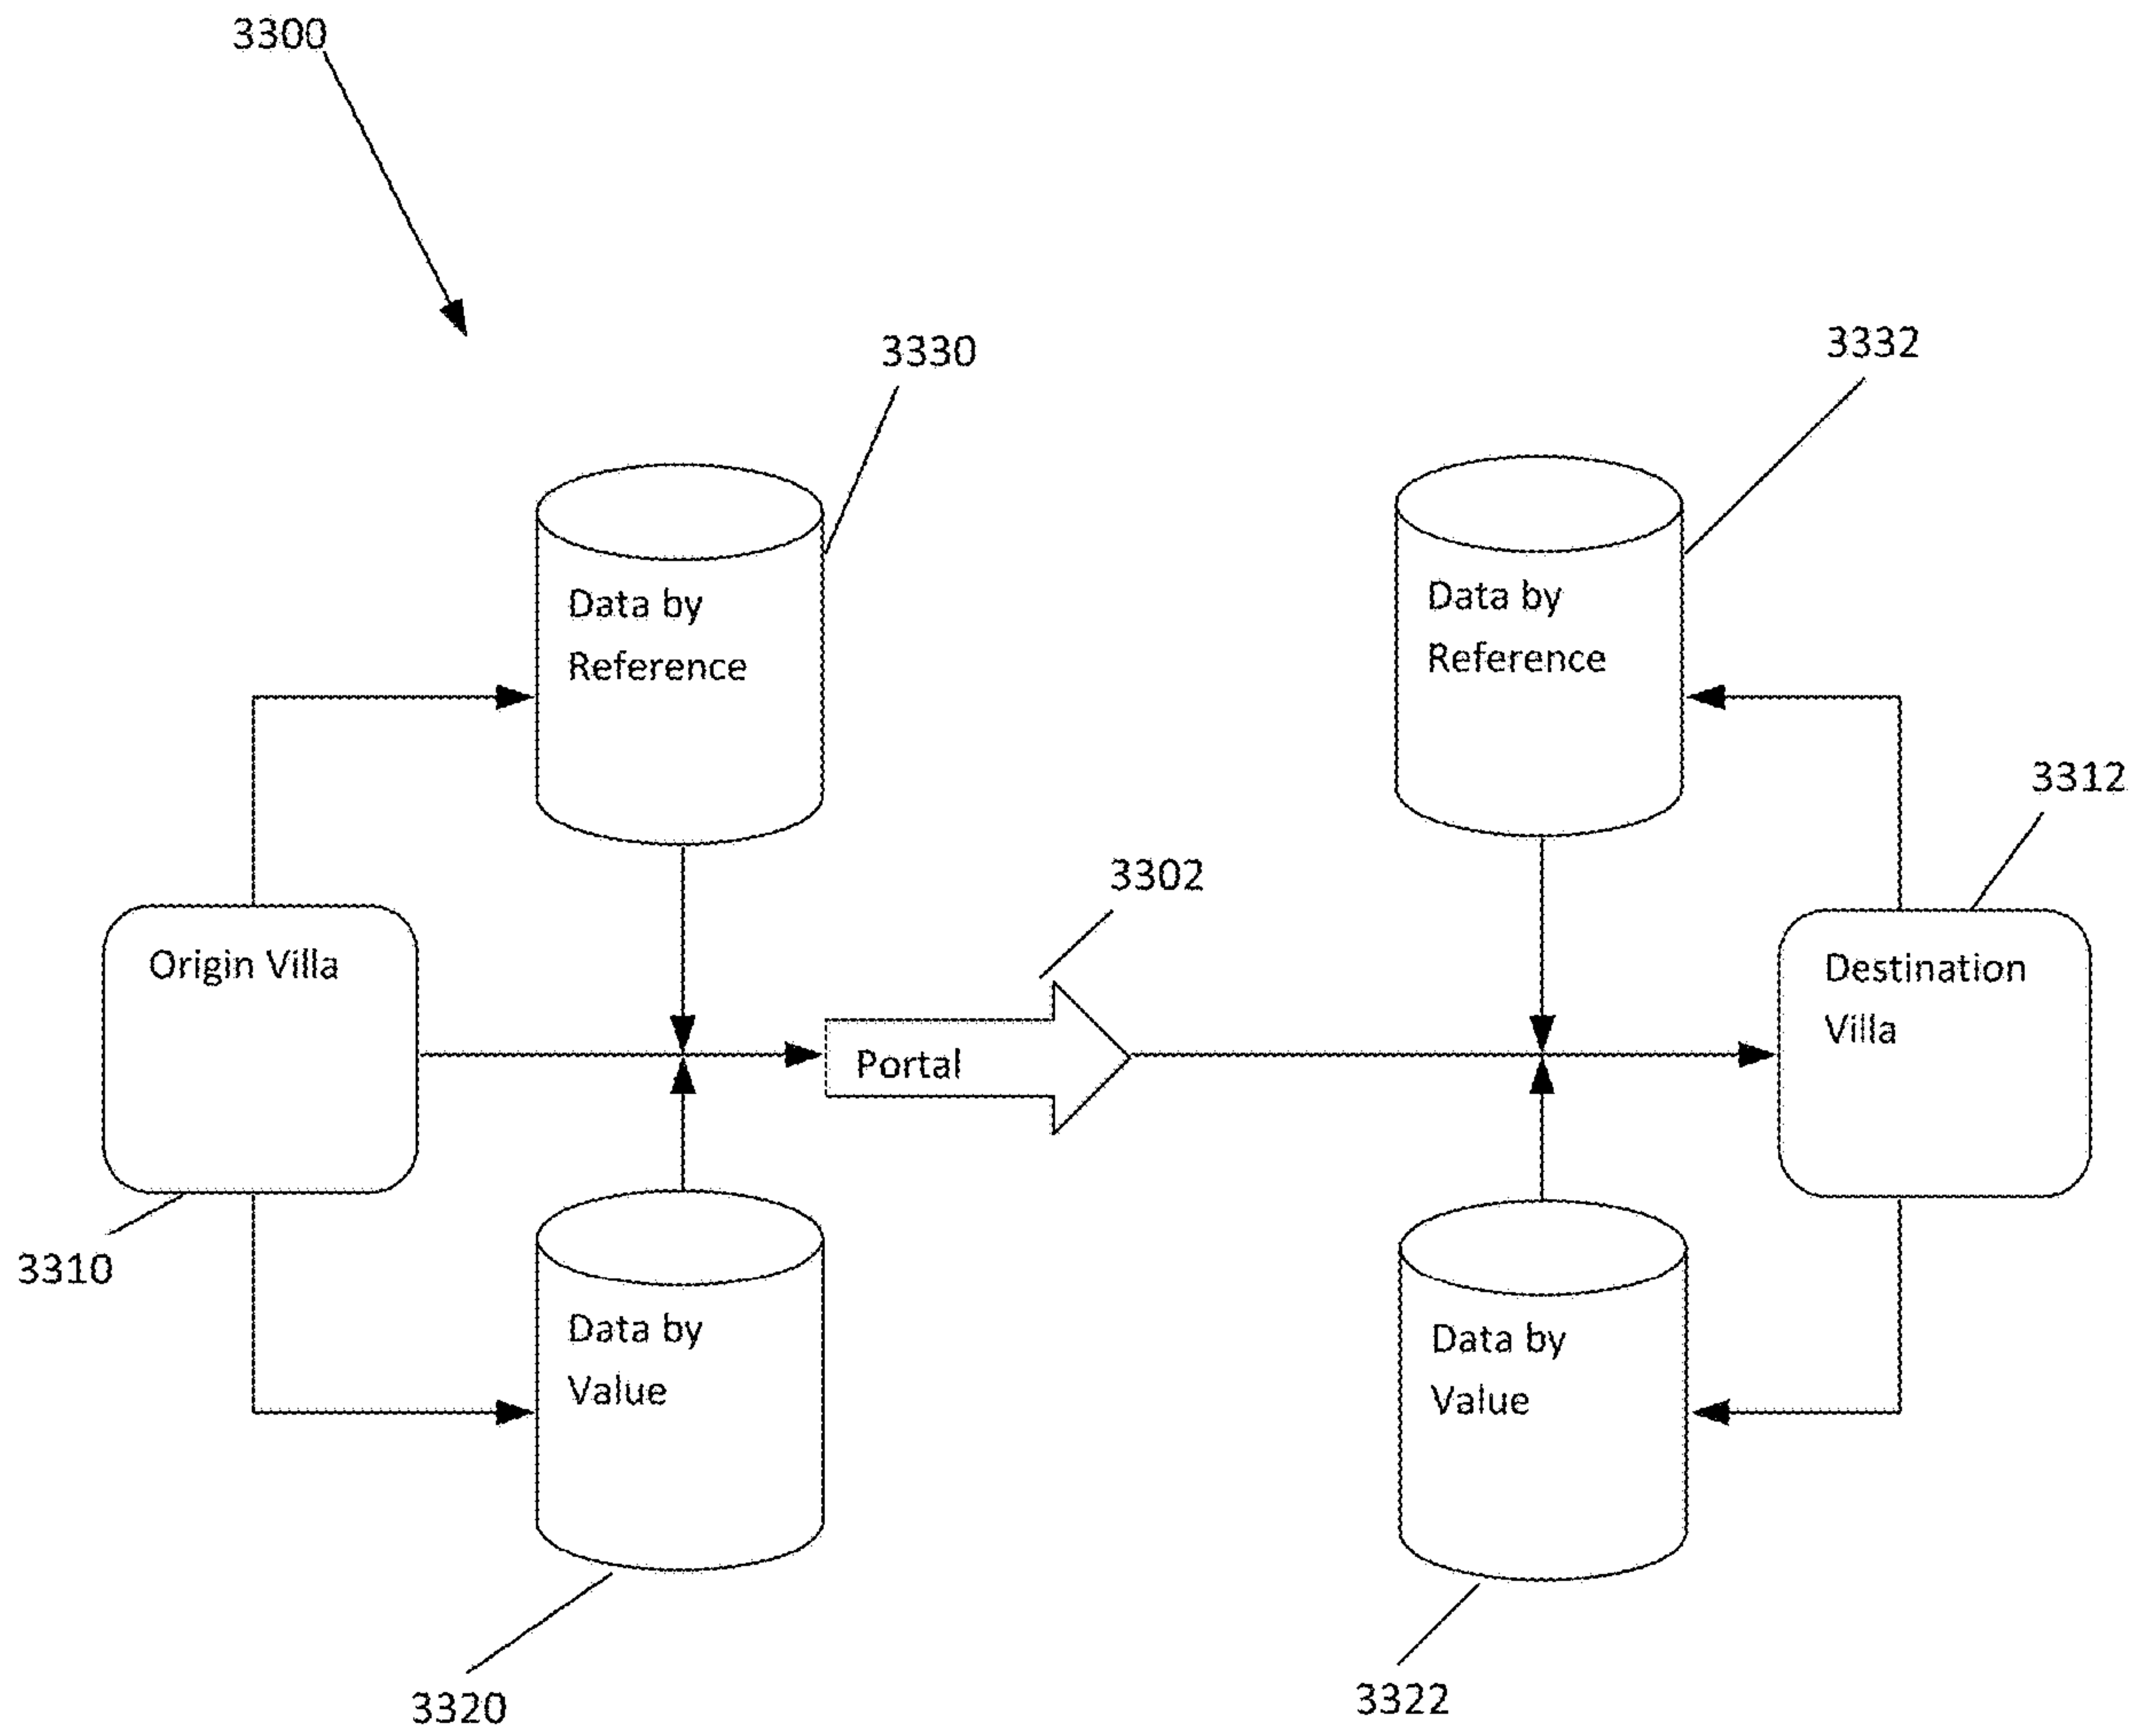 3300
3330
3332
Data by
Reference
Data by
Reference
3312
3302
Origin Villa
Destination
Villa
Portal
3310
Data by
Value
Data by
Value
3320
3322